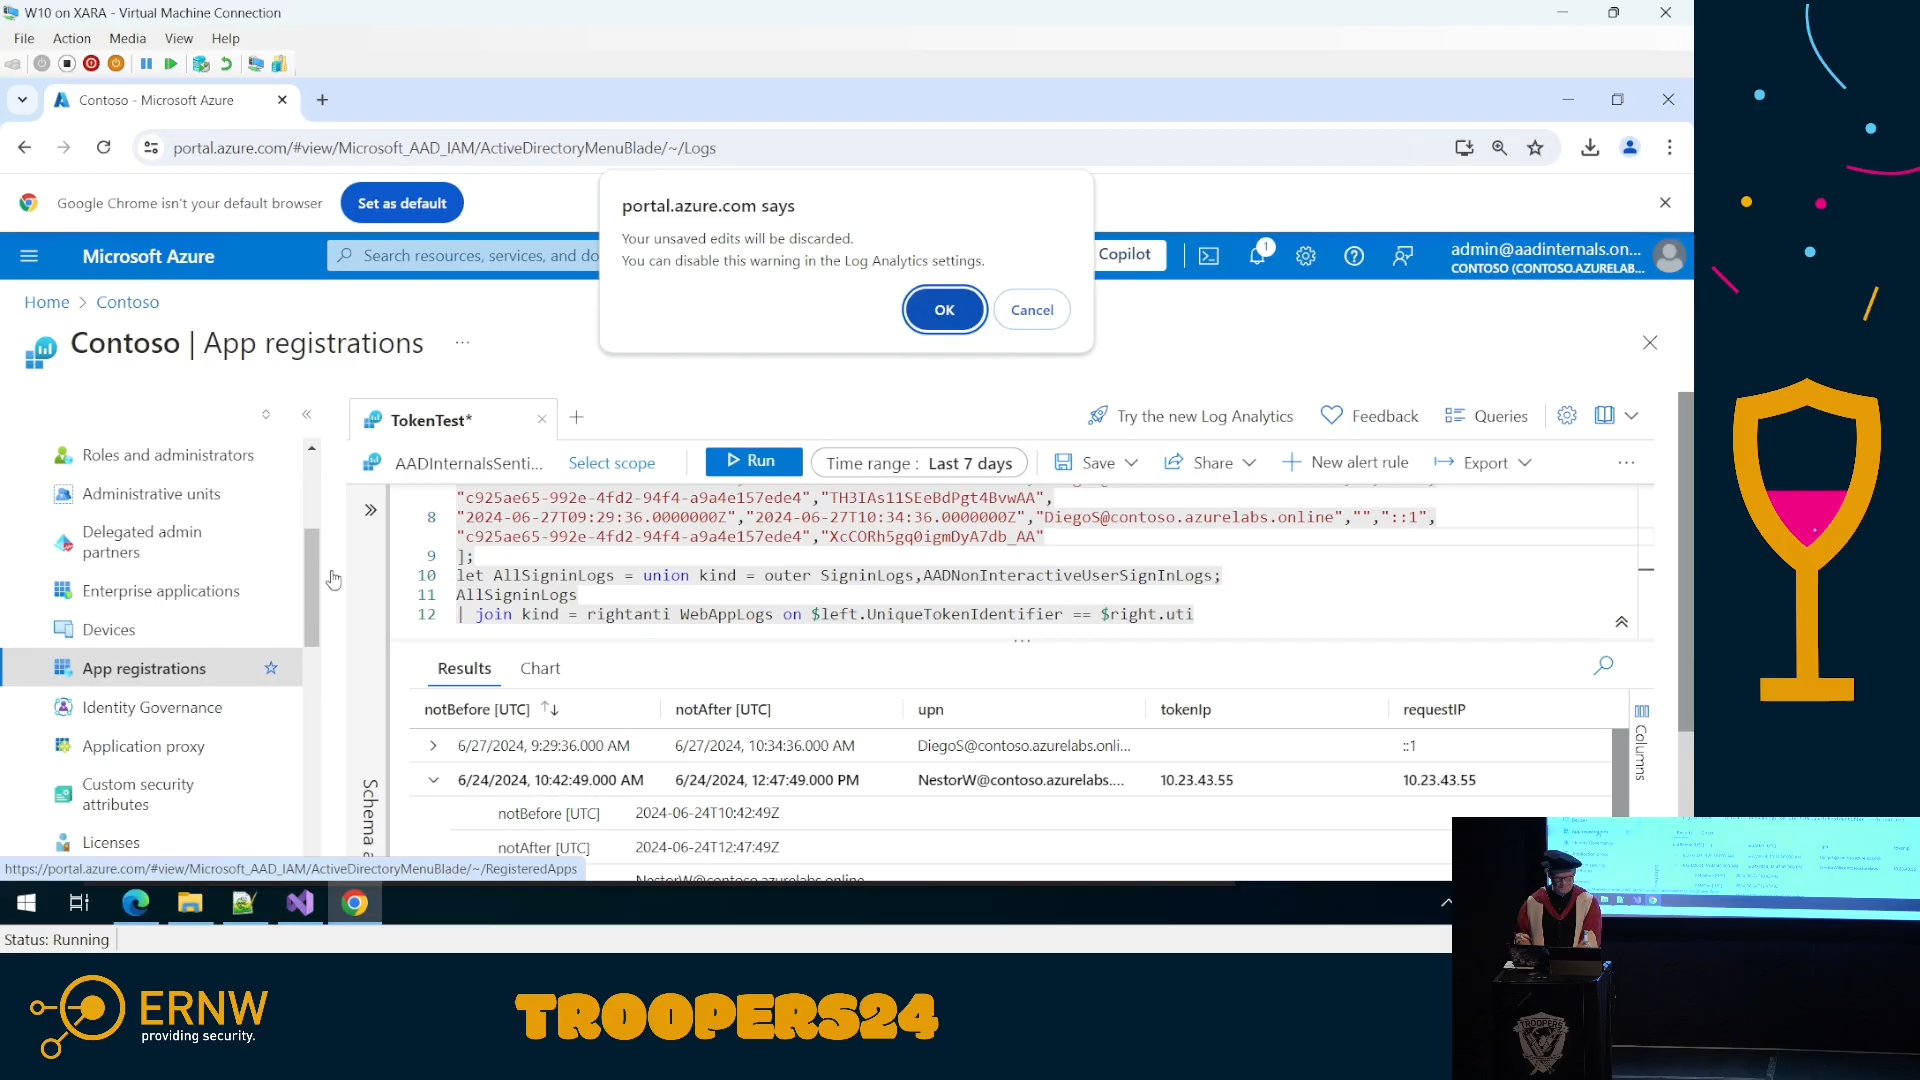 W10 on XARA - Virtual Machine Connection
File Action Media View Help
Contoso - Microsoft Azure
portal.azure.com/#view/Microsoft_AAD_IAM/ActiveDirectoryMenuBlade/~/Logs
Google Chrome isn't your default browser
Set as default
portal.azure.com says
Your unsaved edits will be discarded.
You can disable this warning in the Log Analytics settings.
OK
Cancel
Microsoft Azure
Search resources, services, and do
Copilot
1
admin@aadinternals.on...
CONTOSO (CONTOSO.AZURELAB...
Home > Contoso
Contoso | App registrations ...
Roles and administrators
Administrative units
Delegated admin
partners
Enterprise applications
Devices
App registrations
Identity Governance
Application proxy
Custom security
attributes
Licenses
https://portal.azure.com/#view/Microsoft_AAD_IAM/ActiveDirectoryMenuBlade/~/RegisteredApps
TokenTest*
Try the new Log Analytics
Feedback
Queries
AADInternalsSenti...
Select scope
Run
Time range : Last 7 days
Save
Share
New alert rule
Export
...
"c925ae65-992e-4fd2-94f4-a9a4e157ede4","TH3IAs11SEeBdPgt4BvwAA",
8 "2024-06-27T09:29:36.0000000Z","2024-06-27T10:34:36.0000000Z","DiegoS@contoso.azurelabs.online","","::1",
"c925ae65-992e-4fd2-94f4-a9a4e157ede4","XcCORh5gq0igmDyA7db_AA"
9 ];
10 let AllSigninLogs = union kind = outer SigninLogs,AADNonInteractiveUserSignInLogs;
11 AllSigninLogs
12 | join kind = rightanti WebAppLogs on $left.UniqueTokenIdentifier == $right.uti
Schema a
Results
Chart
notBefore [UTC] notAfter [UTC] upn tokenIp requestIP
6/27/2024, 9:29:36.000 AM 6/27/2024, 10:34:36.000 AM DiegoS@contoso.azurelabs.onli... ::1
6/24/2024, 10:42:49.000 AM 6/24/2024, 12:47:49.000 PM NestorW@contoso.azurelabs.... 10.23.43.55 10.23.43.55
notBefore [UTC] 2024-06-24T10:42:49Z
notAfter [UTC] 2024-06-24T12:47:49Z
NestorW@contoso.azurelabs.online
Columns
Status: Running
ERNW
providing security.
TROOPERS24
TROOPERS